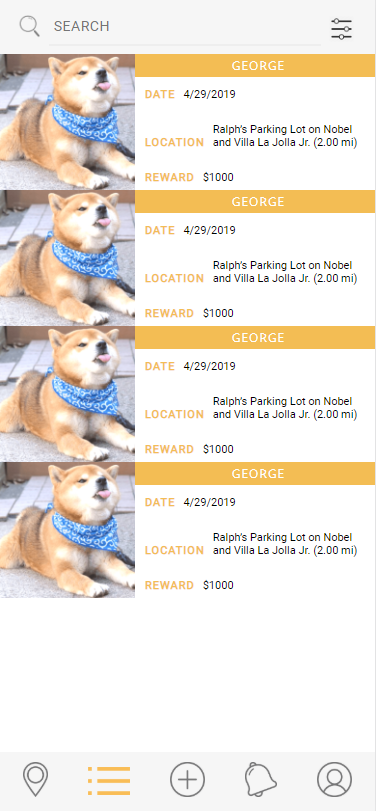 SEARCH
GEORGE
DATE 4/29/2019
Ralph's Parking Lot on Nobel
LOCATION and Villa La Jolla Jr. (2.00 mi)
REWARD $1000
GEORGE
DATE 4/29/2019
Ralph's Parking Lot on Nobel
LOCATION and Villa La Jolla Jr. (2.00 mi)
REWARD $1000
GEORGE
DATE 4/29/2019
Ralph's Parking Lot on Nobel
LOCATION and Villa La Jolla Jr. (2.00 mi)
REWARD $1000
GEORGE
DATE 4/29/2019
Ralph's Parking Lot on Nobel
LOCATION and Villa La Jolla Jr. (2.00 mi)
REWARD $1000